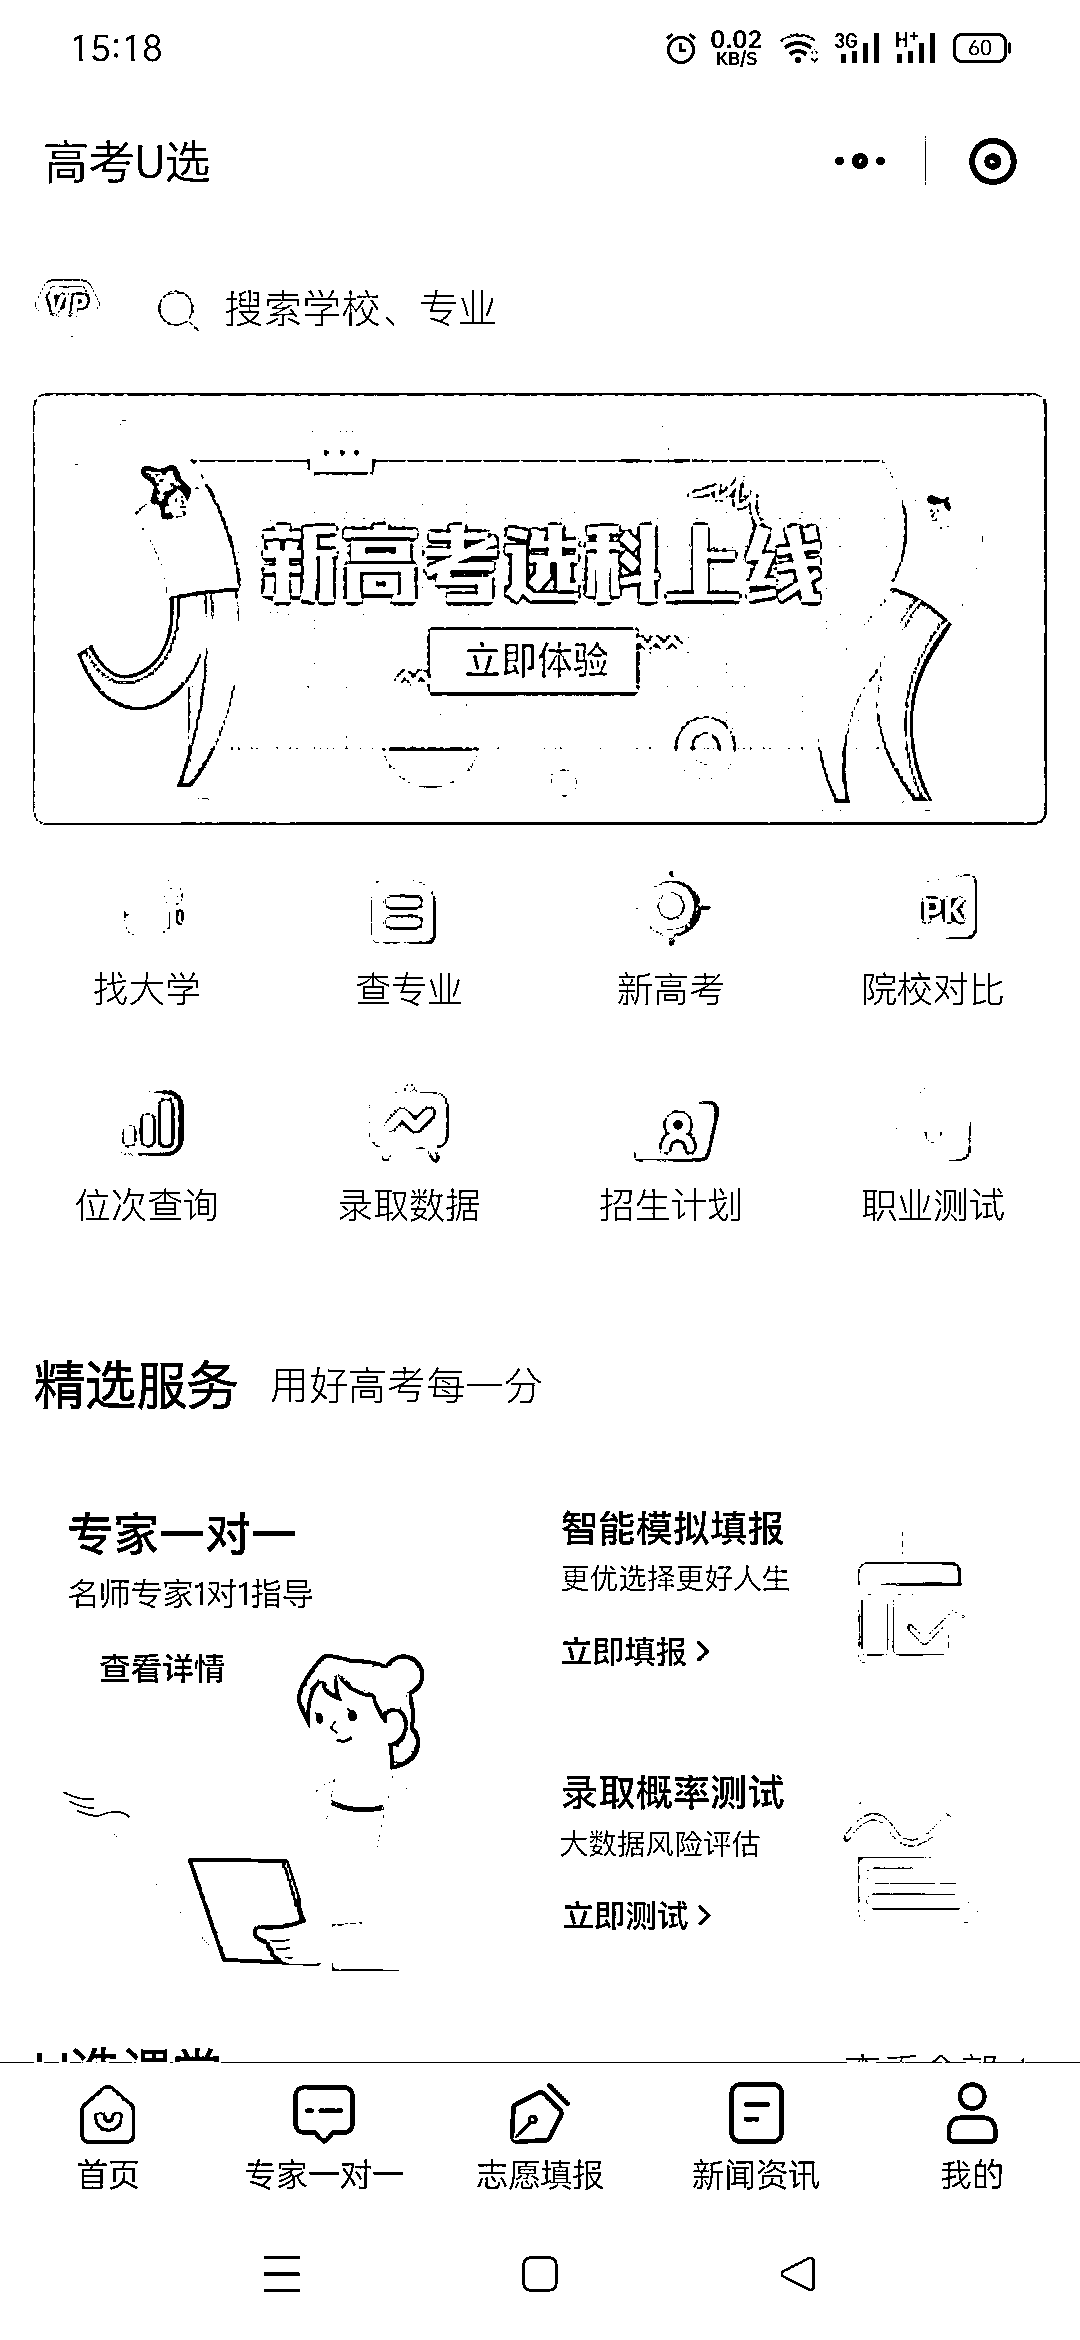 15:18 0.02 KB/S 3G H+ 60
高考U选
VIP 搜索学校、专业
新高考选科上线
立即体验
PK
找大学 查专业 新高考 院校对比
位次查询 录取数据 招生计划 职业测试
精选服务 用好高考每一分
专家一对一
名师专家1对1指导
查看详情
智能模拟填报
更优选择更好人生
立即填报 >
录取概率测试
大数据风险评估
立即测试 >
U选课堂
首页 专家一对一 志愿填报 新闻资讯 我的